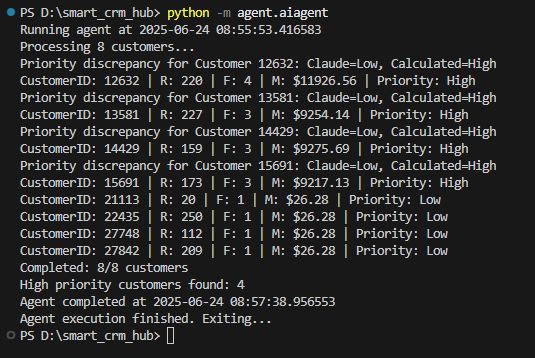 PS D:\smart_crm_hub> python -m agent.aiagent
Running agent at 2025-06-24 08:55:53.416583
Processing 8 customers...
Priority discrepancy for Customer 12632: Claude=Low, Calculated=High
CustomerID: 12632 | R: 220 | F: 4 | M: $11926.56 | Priority: High
Priority discrepancy for Customer 13581: Claude=Low, Calculated=High
CustomerID: 13581 | R: 227 | F: 3 | M: $9254.14 | Priority: High
Priority discrepancy for Customer 14429: Claude=Low, Calculated=High
CustomerID: 14429 | R: 159 | F: 3 | M: $9275.69 | Priority: High
Priority discrepancy for Customer 15691: Claude=Low, Calculated=High
CustomerID: 15691 | R: 173 | F: 3 | M: $9217.13 | Priority: High
CustomerID: 21113 | R: 20 | F: 1 | M: $26.28 | Priority: Low
CustomerID: 22435 | R: 250 | F: 1 | M: $26.28 | Priority: Low
CustomerID: 27748 | R: 112 | F: 1 | M: $26.28 | Priority: Low
CustomerID: 27842 | R: 209 | F: 1 | M: $26.28 | Priority: Low
Completed: 8/8 customers
High priority customers found: 4
Agent completed at 2025-06-24 08:57:38.956553
Agent execution finished. Exiting...
PS D:\smart_crm_hub>